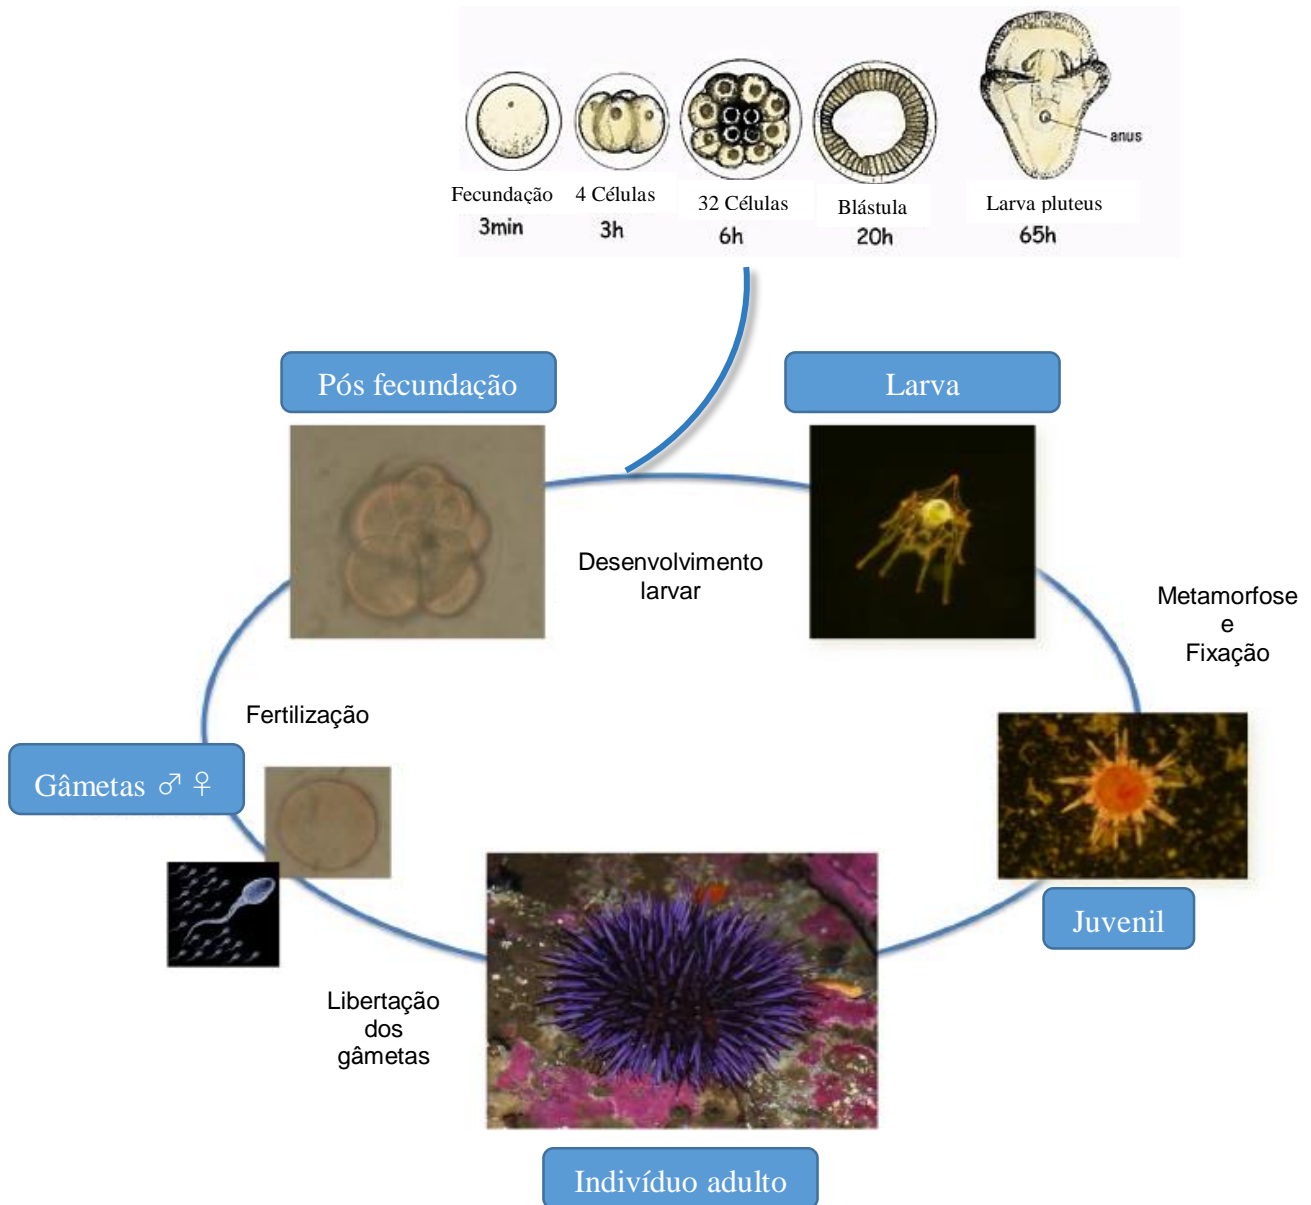 anus
Fecundação
4 Células
32 Células
Blástula
Larva pluteus
3min
3h
6h
20h
65h
Pós fecundação
Larva
Desenvolvimento
larvar
Metamorfose
e
Fixação
Fertilização
Gâmetas ♂ ♀
Juvenil
Libertação
dos
gâmetas
Indivíduo adulto